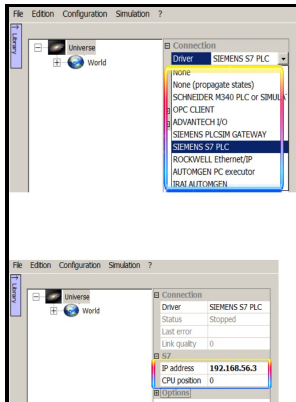 File Edition Configuration Simulation ?
Library
Universe
World
Connection
Driver SIEMENS S7 PLC
None
None (propagate states)
SCHNEIDER M340 PLC or SIMUL
OPC CLIENT
ADVANTECH I/O
SIEMENS PLCSIM GATEWAY
SIEMENS S7 PLC
ROCKWELL Ethernet/IP
AUTOMGEN PC executor
IRAI AUTOMGEN
File Edition Configuration Simulation ?
Library
Universe
World
Connection
Driver SIEMENS S7 PLC
Status Stopped
Last error
Link quality 0
S7
IP address 192.168.56.3
CPU position 0
Options